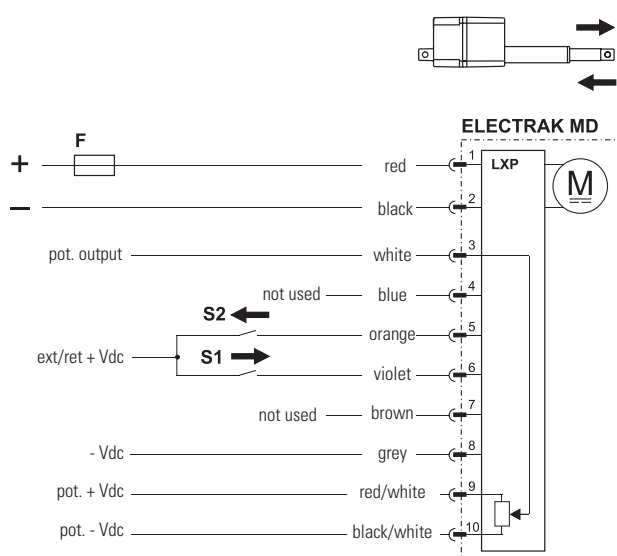 ELECTRAK MD
F
+ red 1 LXP
M
– black 2
pot. output white 3
not used blue 4
S2
orange 5
ext/ret + Vdc S1
violet 6
not used brown 7
- Vdc grey 8
pot. + Vdc red/white 9
pot. - Vdc black/white 10